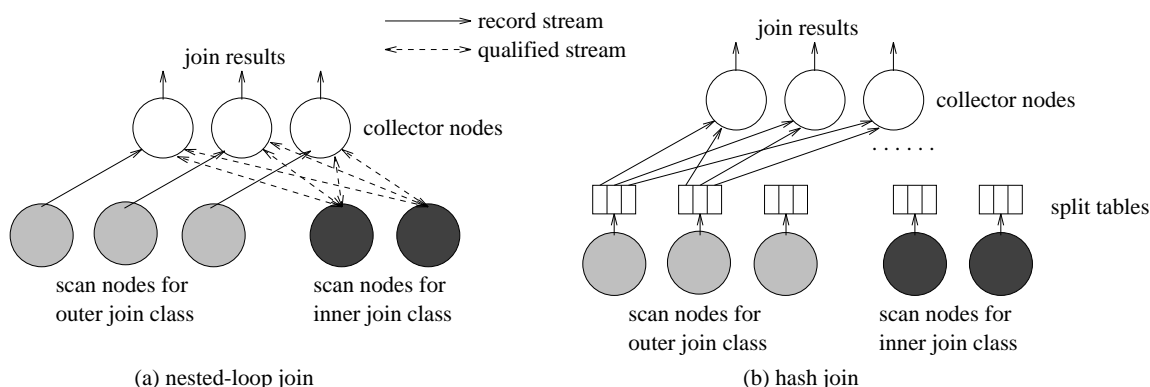 record stream
qualified stream
join results
collector nodes
scan nodes for
outer join class
scan nodes for
inner join class
(a) nested-loop join
join results
collector nodes
. . . . . .
split tables
scan nodes for
outer join class
scan nodes for
inner join class
(b) hash join